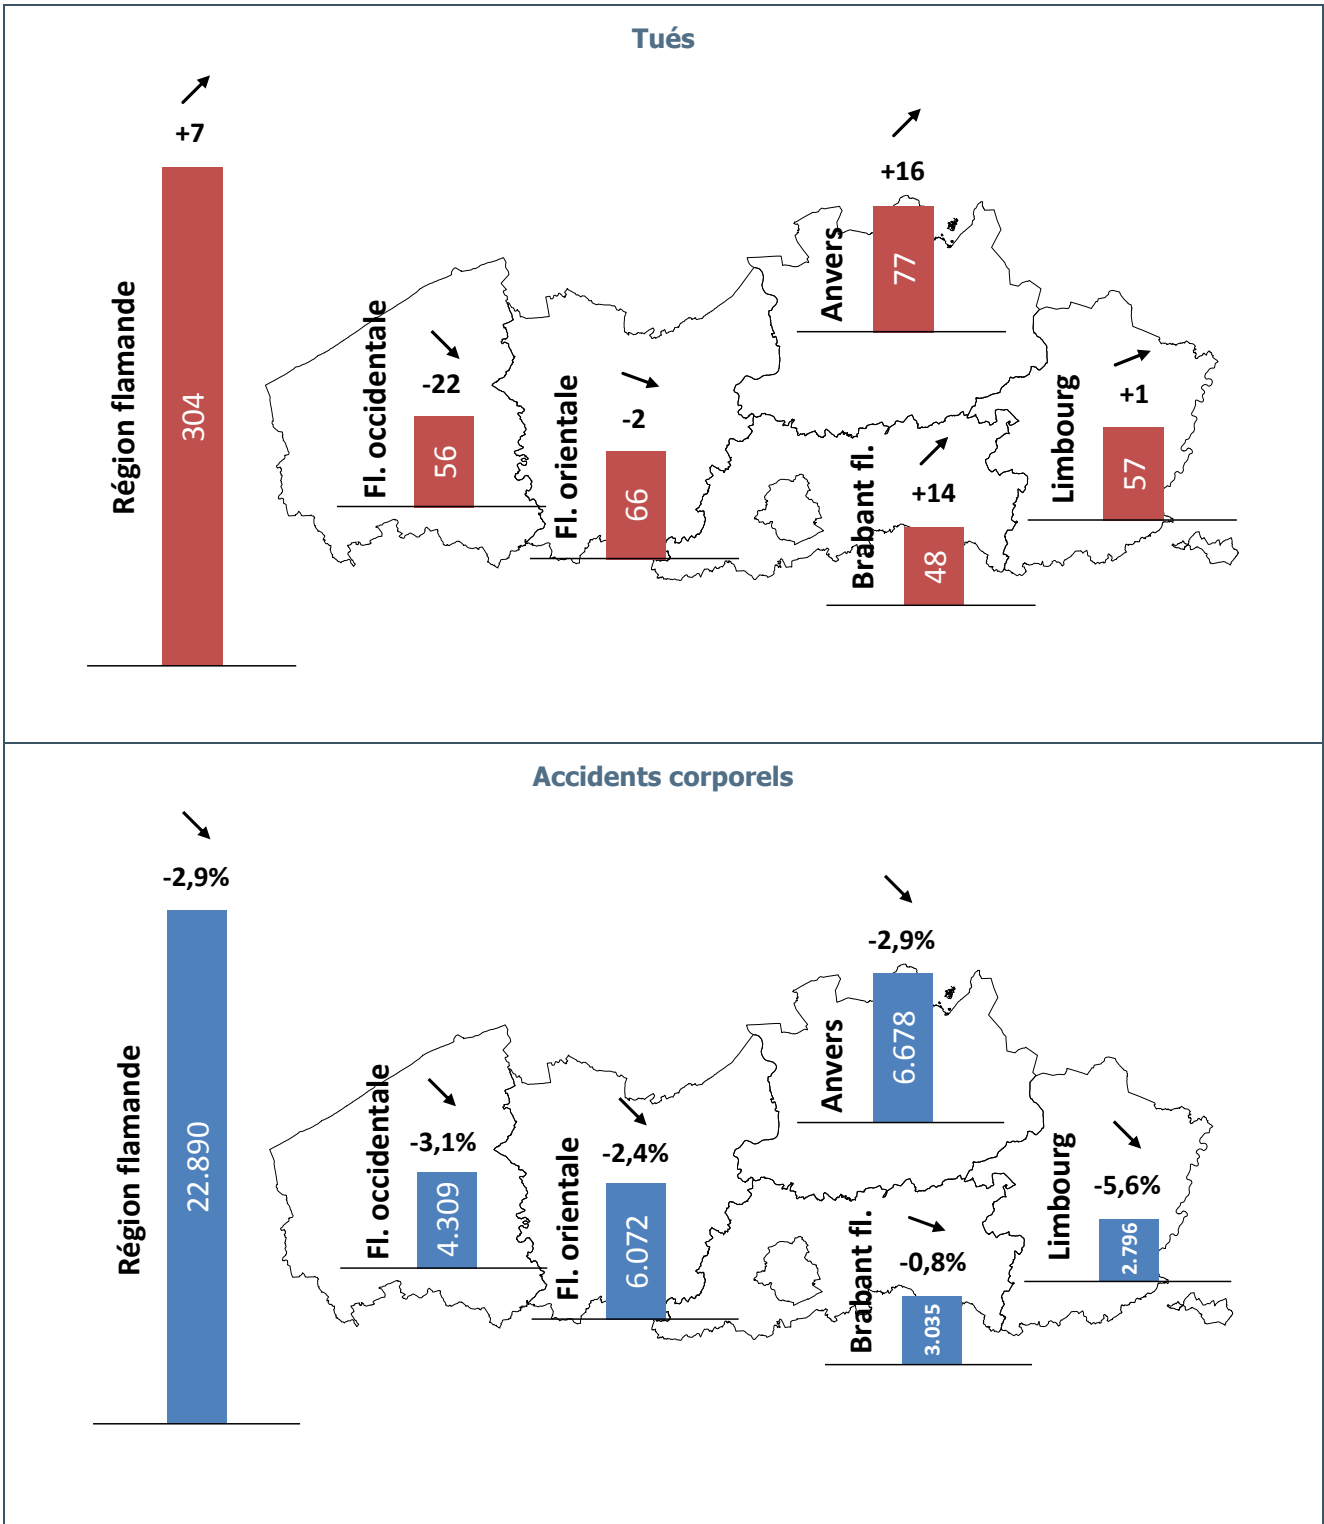 Tués
+7
304
Région flamande
-22
56
Fl. occidentale
-2
66
Fl. orientale
+16
77
Anvers
+14
48
Brabant fl.
+1
57
Limbourg
Accidents corporels
-2,9%
22.890
Région flamande
-3,1%
4.309
Fl. occidentale
-2,4%
6.072
Fl. orientale
-2,9%
6.678
Anvers
-0,8%
3.035
Brabant fl.
-5,6%
2.796
Limbourg